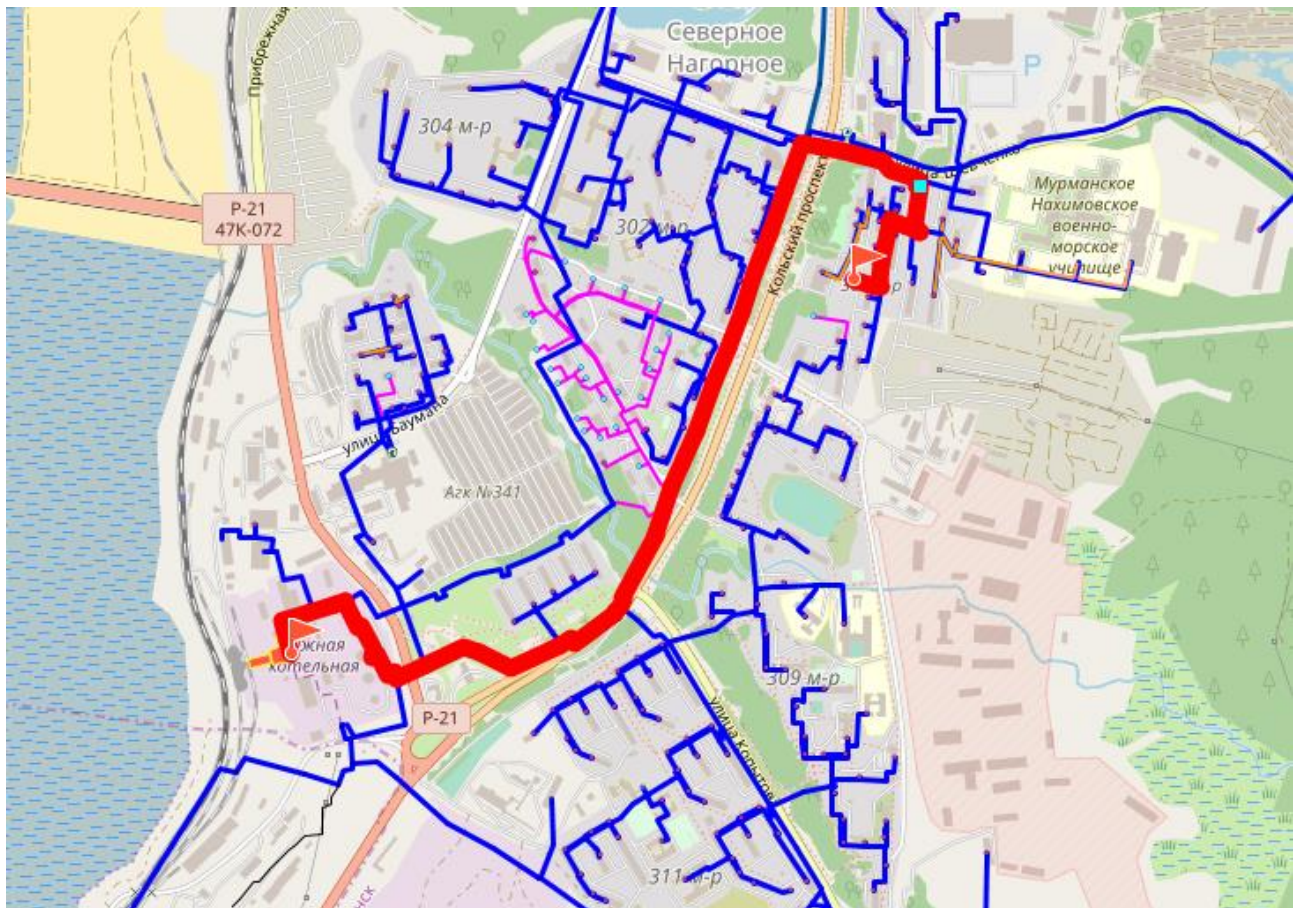 Северное
Нагорное
Прибрежная
P
304 м-р
Мурманское
Нахимовское
военно-
морское
училище
Р-21
47К-072
302 м-р
Кольский проспект
улица Баумана
Агк №341
котельная
309 м-р
Р-21
улица Копытова
311 м-р